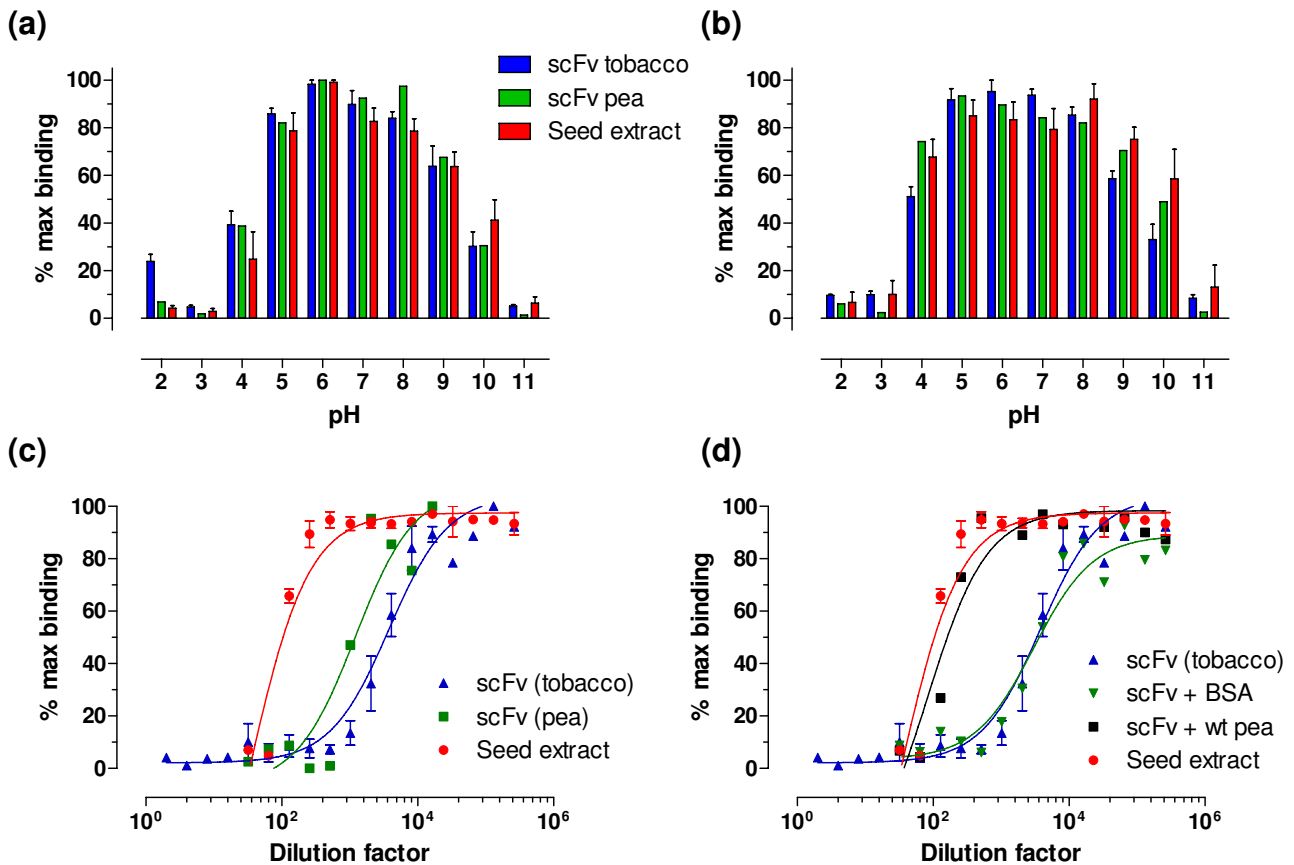 (a)
% max binding
100
80
60
40
20
0
2 3 4 5 6 7 8 9 10 11
pH
scFv tobacco
scFv pea
Seed extract
(b)
% max binding
100
80
60
40
20
0
2 3 4 5 6 7 8 9 10 11
pH
(c)
% max binding
100
80
60
40
20
0
10⁰ 10² 10⁴ 10⁶
Dilution factor
scFv (tobacco)
scFv (pea)
Seed extract
(d)
% max binding
100
80
60
40
20
0
10⁰ 10² 10⁴ 10⁶
Dilution factor
scFv (tobacco)
scFv + BSA
scFv + wt pea
Seed extract